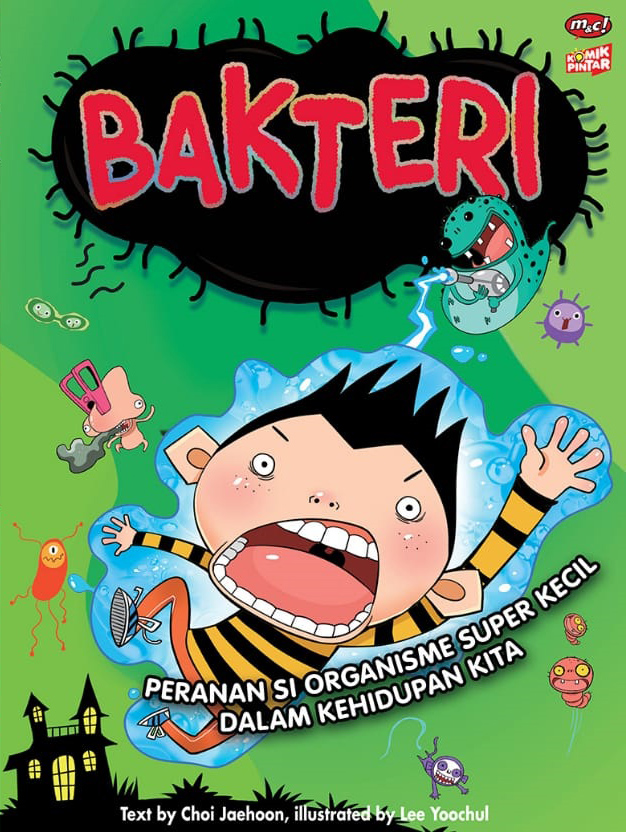 m&c!
KOMIK
PINTAR
BAKTERI
PERANAN SI ORGANISME SUPER KECIL
DALAM KEHIDUPAN KITA
Text by Choi Jaehoon, illustrated by Lee Yoochul